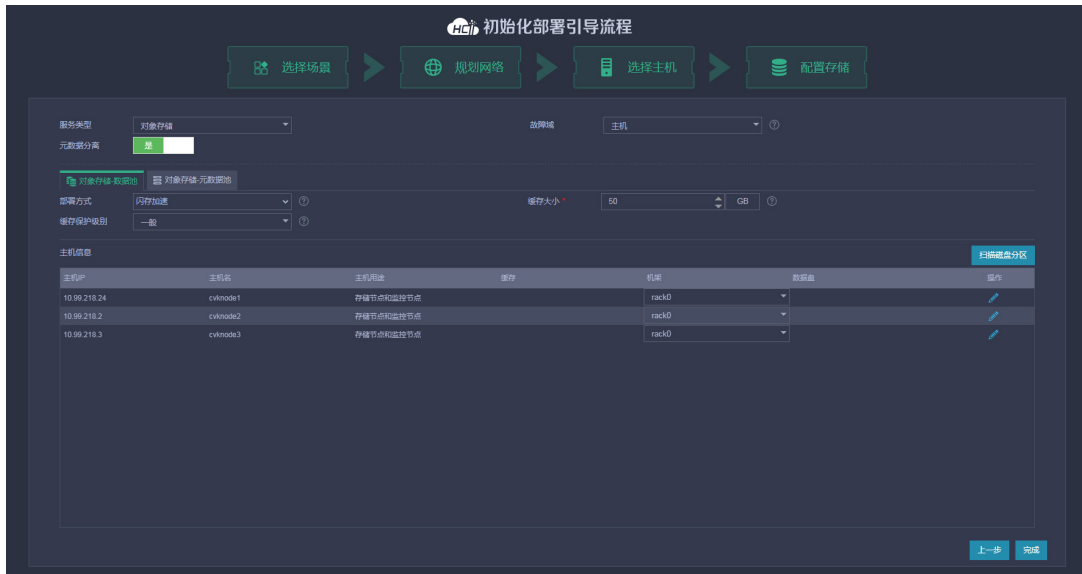 HCI 初始化部署引导流程
选择场景 规划网络 选择主机 配置存储
服务类型 对象存储 故障域 主机
元数据分离 是
对象存储-数据池 对象存储-元数据池
部署方式 闪存加速 缓存大小 * 50 GB
缓存保护级别 一般
主机信息 扫描磁盘分区
主机IP 主机名 主机用途 缓存 机架 数据盘 操作
10.99.218.24 cvknode1 存储节点和监控节点 rack0
10.99.218.2 cvknode2 存储节点和监控节点 rack0
10.99.218.3 cvknode3 存储节点和监控节点 rack0
上一步 完成